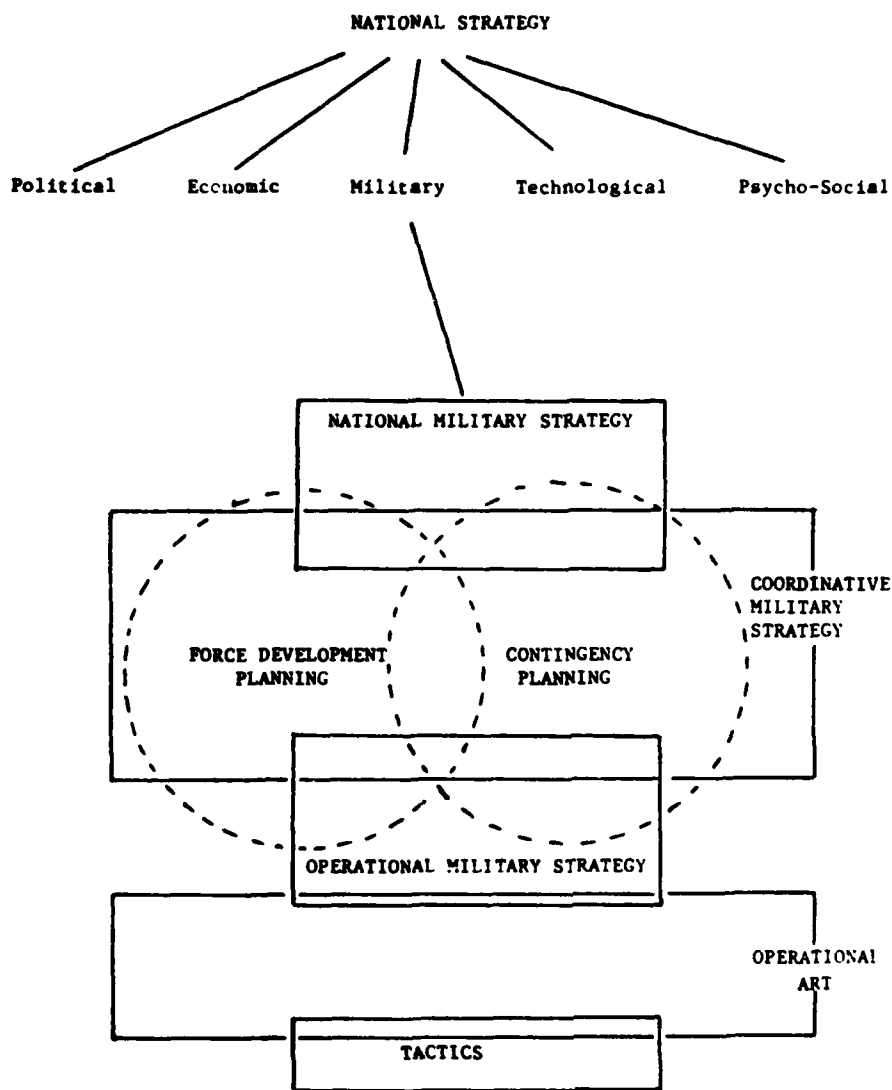 NATIONAL STRATEGY
Political Economic Military Technological Psycho-Social
NATIONAL MILITARY STRATEGY
COORDINATIVE
MILITARY
STRATEGY
FORCE DEVELOPMENT
PLANNING
CONTINGENCY
PLANNING
OPERATIONAL MILITARY STRATEGY
OPERATIONAL
ART
TACTICS